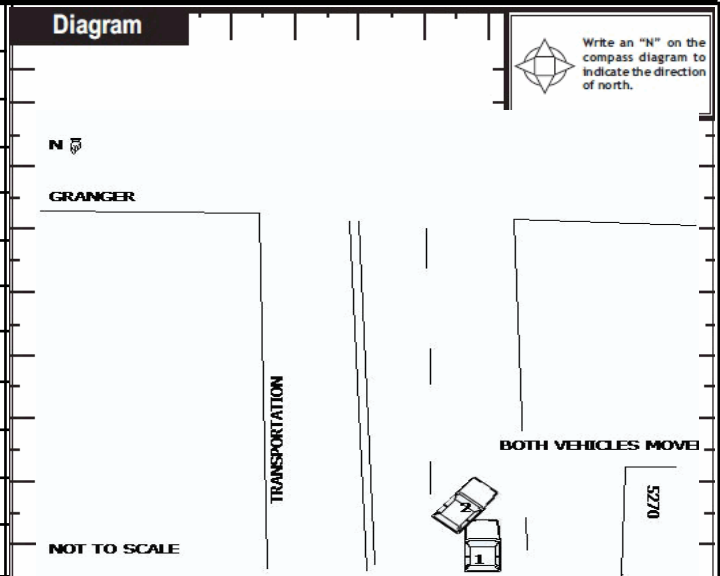 Diagram
Write an “N” on the
compass diagram to
indicate the direction
of north.
N
GRANGER
TRANSPORTATION
BOTH VEHICLES MOVE
5270
2
1
NOT TO SCALE